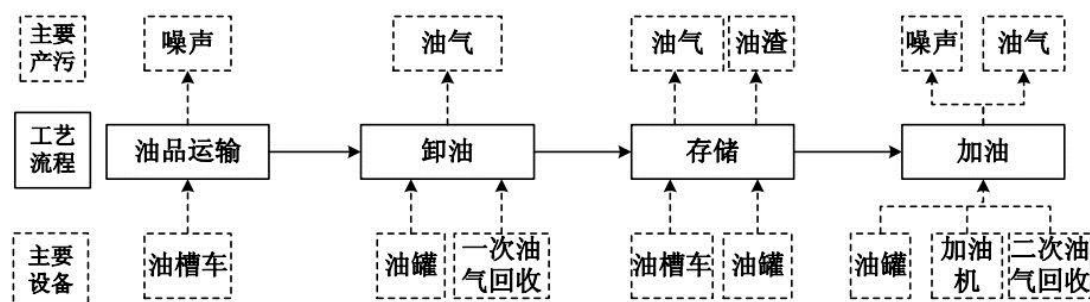 主要
产污
噪声
油气
油气
油渣
噪声
油气
工艺
流程
油品运输
卸油
存储
加油
主要
设备
油槽车
油罐
一次油
气回收
油槽车
油罐
油罐
加油
机
二次油
气回收